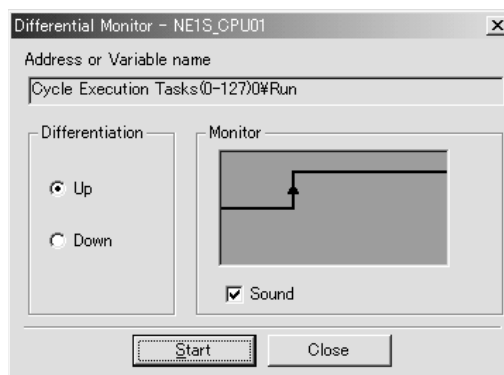 Differential Monitor - NE1S_CPU01
Address or Variable name
Cycle Execution Tasks(0-127)0¥Run
Differentiation
Monitor
Up
Down
Sound
Start
Close